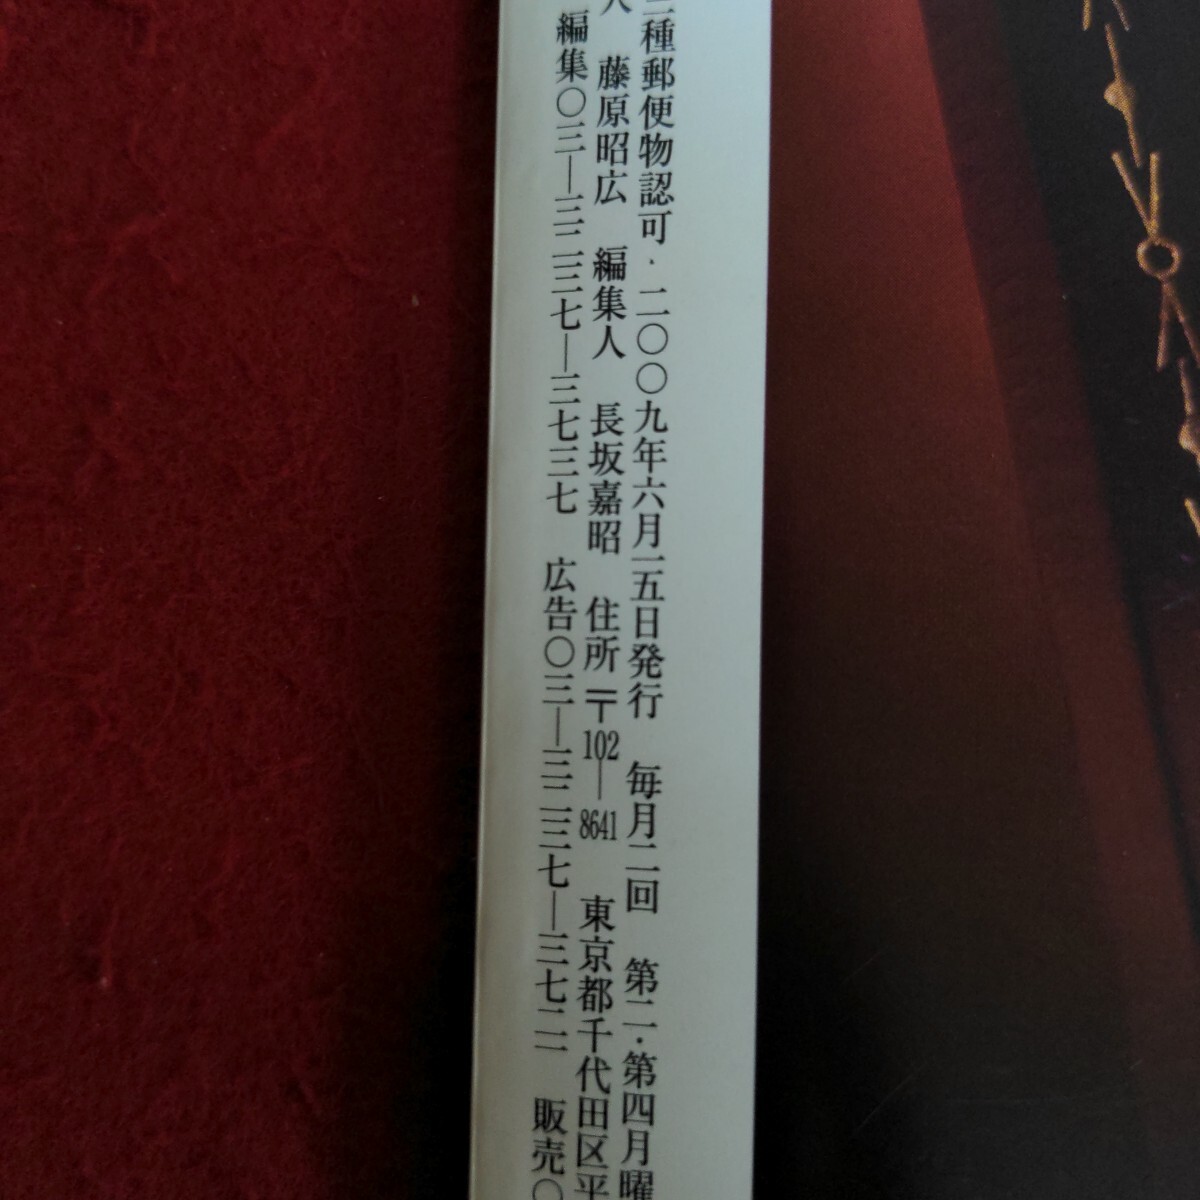 三種郵便物認可・二〇〇九年六月一五日発行 毎月二回 第二・第四月曜
人 藤原昭広 編集人 長坂嘉昭 住所〒102―8641 東京都千代田区平
編集〇三―三二三七―三七三七 広告〇三―三二三七―三七二一 販売〇